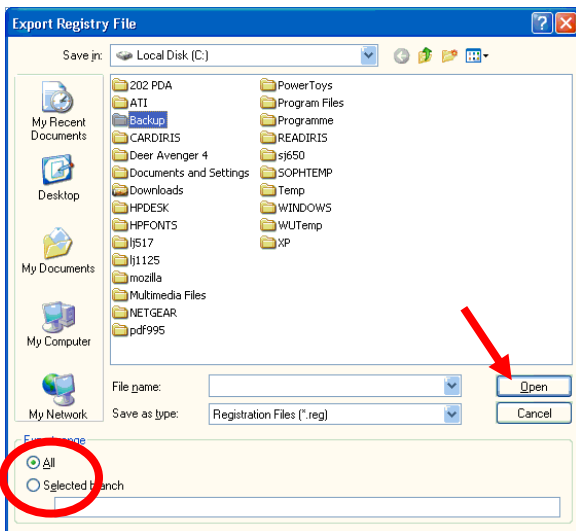 Export Registry File
Save in:
Local Disk (C:)
My Recent
Documents
Desktop
My Documents
My Computer
My Network
202 PDA
ATI
Backup
CARDIRIS
Deer Avenger 4
Documents and Settings
Downloads
HPDESK
HPFONTS
lj517
lj1125
mozilla
Multimedia Files
NETGEAR
pdf995
PowerToys
Program Files
Programme
READIRIS
sj650
SOPHTEMP
Temp
WINDOWS
WUTemp
XP
File name:
Open
Save as type:
Registration Files (*.reg)
Cancel
Export range
All
Selected branch